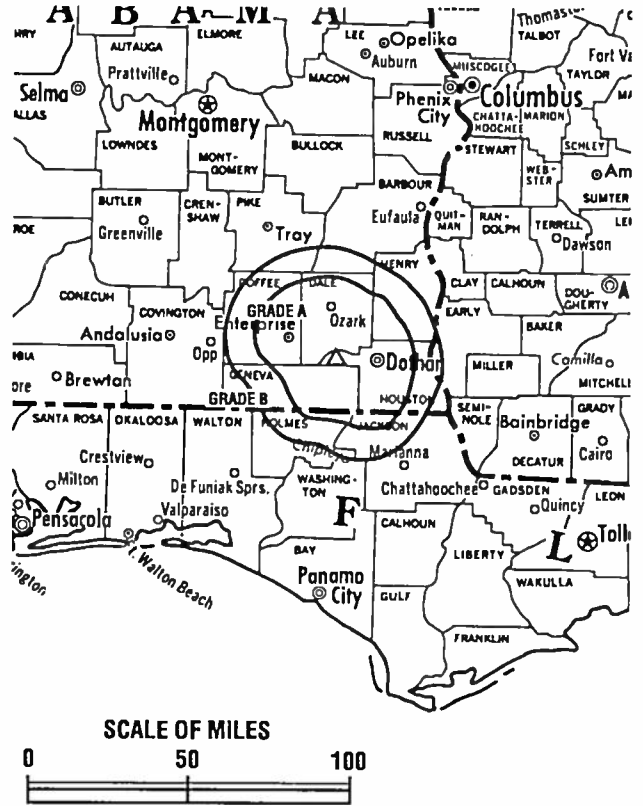 A B A M A
LEE
ELMORE
AUTAUGA
Opelika
Auburn
TALBOT
MUSCOGEE
Prattville
MACON
TAYLOR
Selma
Phenix
City
Columbus
Montgomery
CHATTA-
HOOCHEE
MARION
LOWNDES
MONT-
GOMERY
BULLOCK
RUSSELL
STEWART
SCHLEY
WEB-
STER
Am
SUMTER
BARBOUR
BUTLER
CREN-
SHAW
PIKE
Eufaula
QUIT-
MAN
RAN-
DOLPH
TERRELL
Greenville
Troy
Dawson
HENRY
COFFEE
DALE
CLAY
CALHOUN
DOU-
GHERTY
CONECUH
COVINGTON
GRADE A
Enterprise
Ozark
EARLY
BAKER
Andalusia
Opp
Dothan
MILLER
Camilla
MITCHELL
Brewton
GENEVA
GRADE B
HOUSTON
SEMI-
NOLE
GRADY
SANTA ROSA
OKALOOSA
WALTON
HOLMES
JACKSON
Bainbridge
Cairo
DECATUR
Crestview
Chipley
Marianna
Milton
De Funiak Sprs.
WASHING-
TON
Chattahoochee
GADSDEN
LEON
Quincy
Pensacola
Valparaiso
F
L
CALHOUN
Ft. Walton Beach
BAY
LIBERTY
WAKULLA
Panama
City
GULF
FRANKLIN
SCALE OF MILES
0 50 100